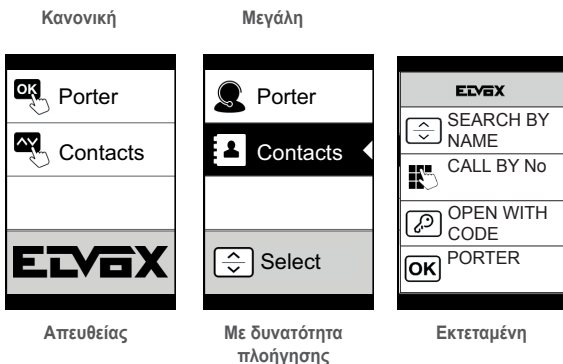 Κανονική
Μεγάλη
OK Porter
Contacts
ELVOX
Porter
Contacts
Select
ELVOX
SEARCH BY
NAME
CALL BY No
OPEN WITH
CODE
OK PORTER
Απευθείας
Με δυνατότητα
πλοήγησης
Εκτεταμένη